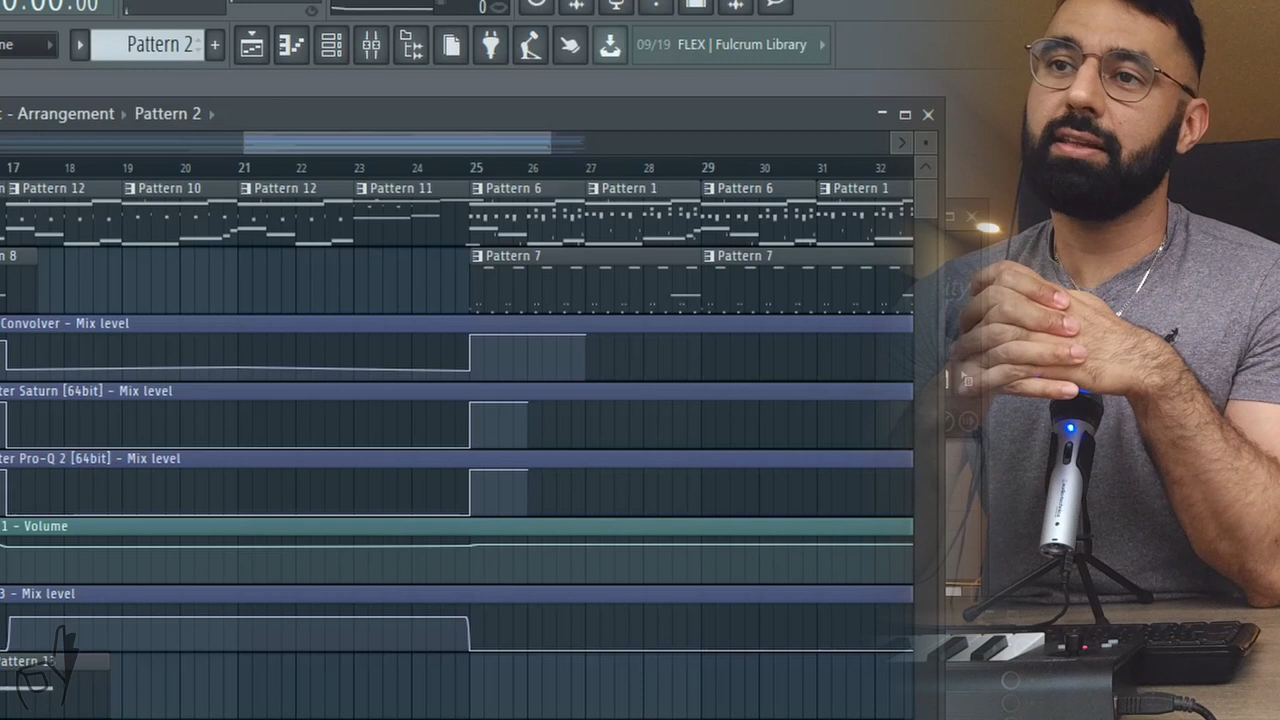 Pattern 2
+
09/19 FLEX | Fulcrum Library
- Arrangement Pattern 2
17 18 19 20 21 22 23 24 25 26 27 28 29 30 31 32
Pattern 12 Pattern 10 Pattern 12 Pattern 11 Pattern 6 Pattern 1 Pattern 6 Pattern 1
n 8 Pattern 7 Pattern 7
Convolver - Mix level
ter Saturn [64bit] - Mix level
ter Pro-Q 2 [64bit] - Mix level
1 - Volume
3 - Mix level